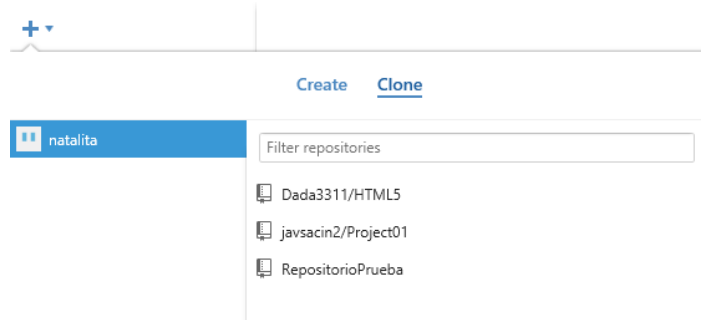 Create Clone
natalita
Filter repositories
Dada3311/HTML5
javsacin2/Project01
RepositorioPrueba